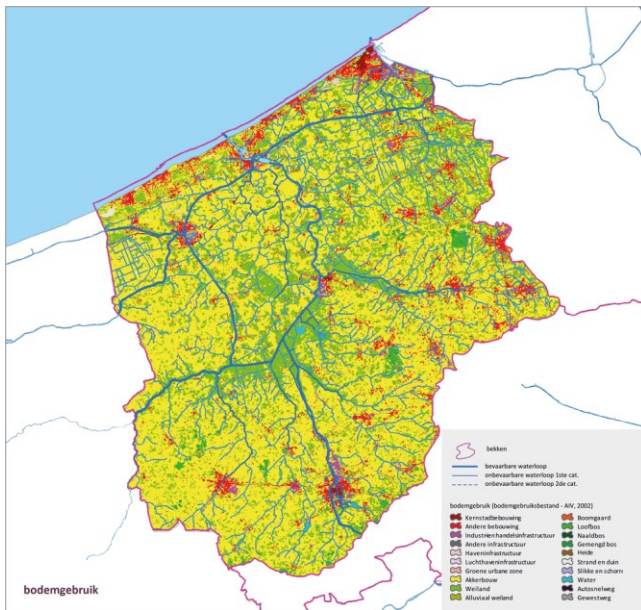 bekken
bevaarbare waterloop
onbevaarbare waterloop 1ste cat.
onbevaarbare waterloop 2de cat.
bodemgebruik (bodemgebruiksbestand - AIV, 2002)
Kernstadbebouwing
Andere bebouwing
Industrie en handelsinfrastructuur
Andere infrastructuur
Haveninfrastructuur
Luchthaveninfrastructuur
Groene urbane zone
Akkerbouw
Weiland
Alluviaal weiland
Boomgaard
Loofbos
Naaldbos
Gemengd bos
Heide
Strand en duin
Slikke en schorre
Water
Autosnelweg
Gewestweg
bodemgebruik